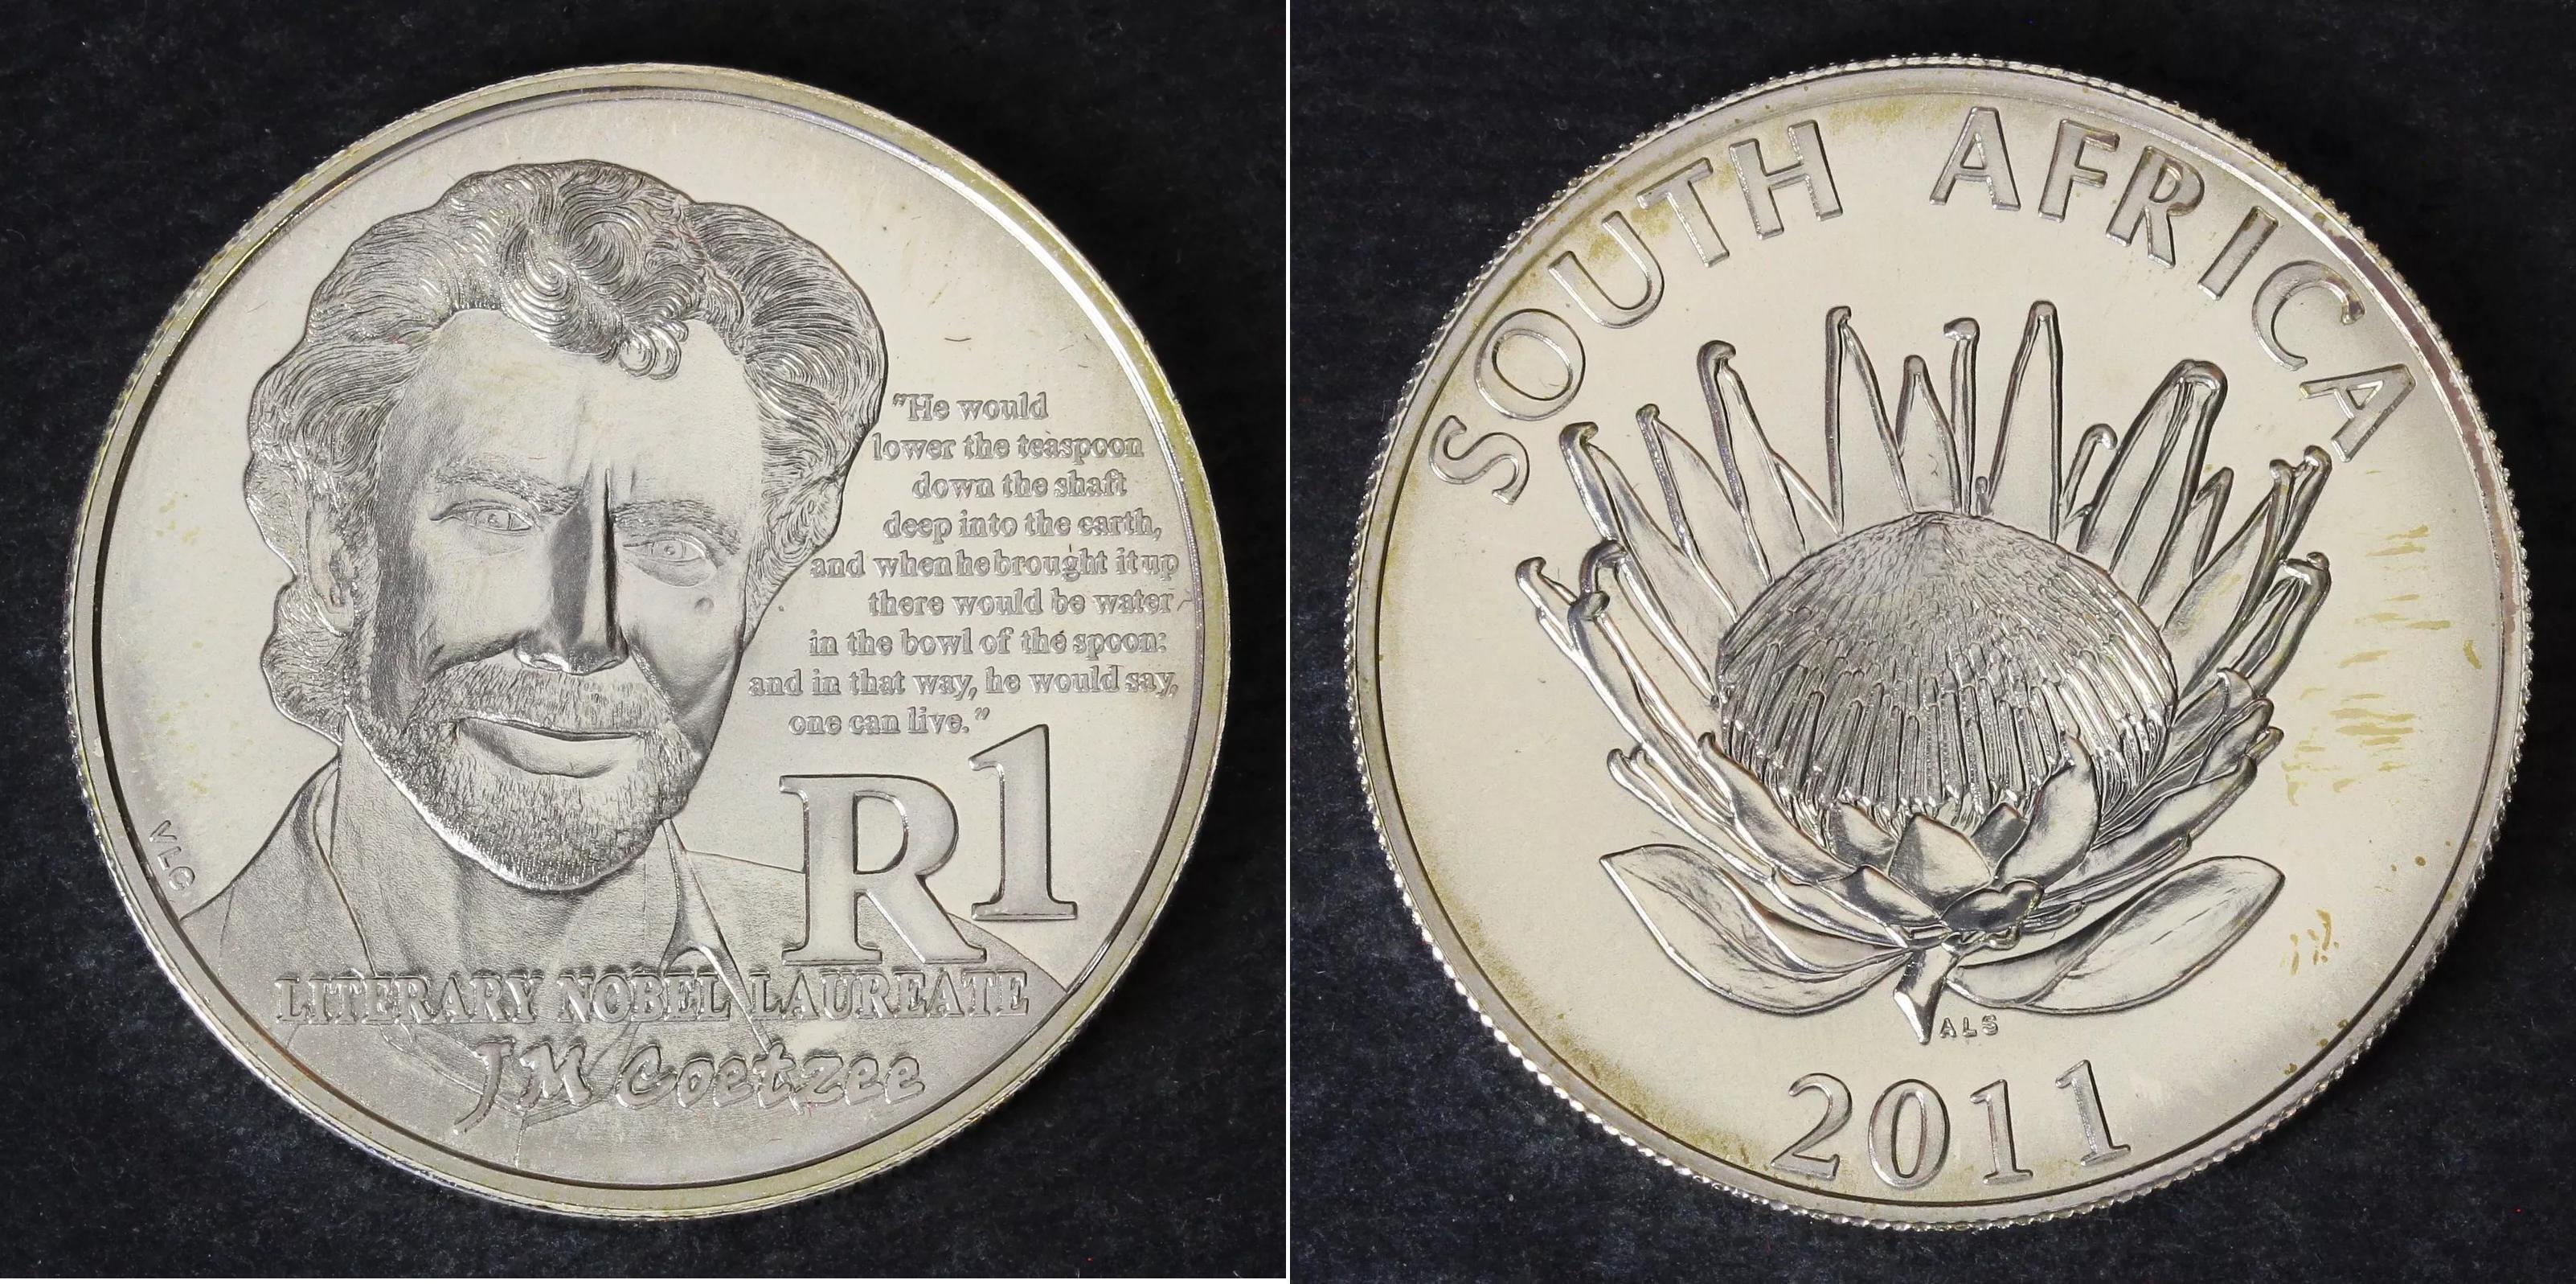 "He would
lower the teaspoon
down the shaft
deep into the earth,
and when he brought it up
there would be water
in the bowl of the spoon:
and in that way, he would say,
one can live."
R1
VLG
LITERARY NOBEL LAUREATE
JM Coetzee
SOUTH AFRICA
ALS
2011